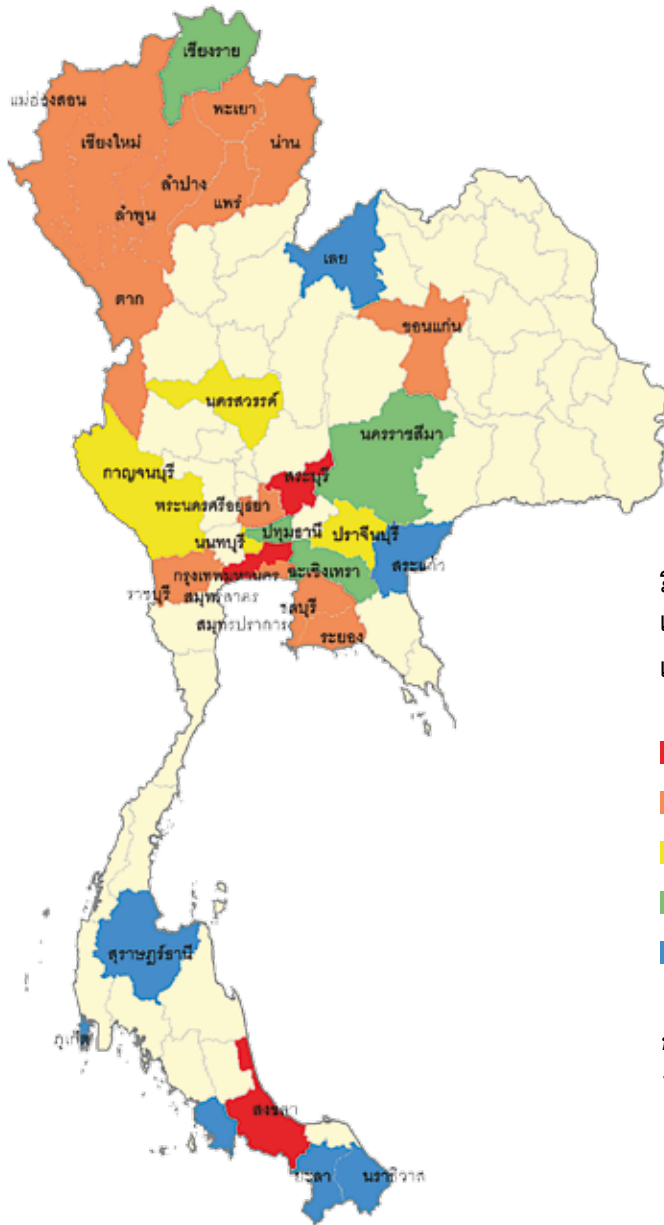 เชียงราย
แม่ฮ่องสอน
พะเยา
เชียงใหม่
น่าน
ลำปาง
ลำพูน
แพร่
เลย
ตาก
ขอนแก่น
นครสวรรค์
นครราชสีมา
กาญจนบุรี
สระบุรี
พระนครศรีอยุธยา
ปทุมธานี
ปราจีนบุรี
นนทบุรี
สระแก้ว
กรุงเทพมหานคร
ฉะเชิงเทรา
ราชบุรี
สมุทรสาคร
ชลบุรี
สมุทรปราการ
ระยอง
สุราษฎร์ธานี
ภูเก็ต
สงขลา
ยะลา
นราธิวาส